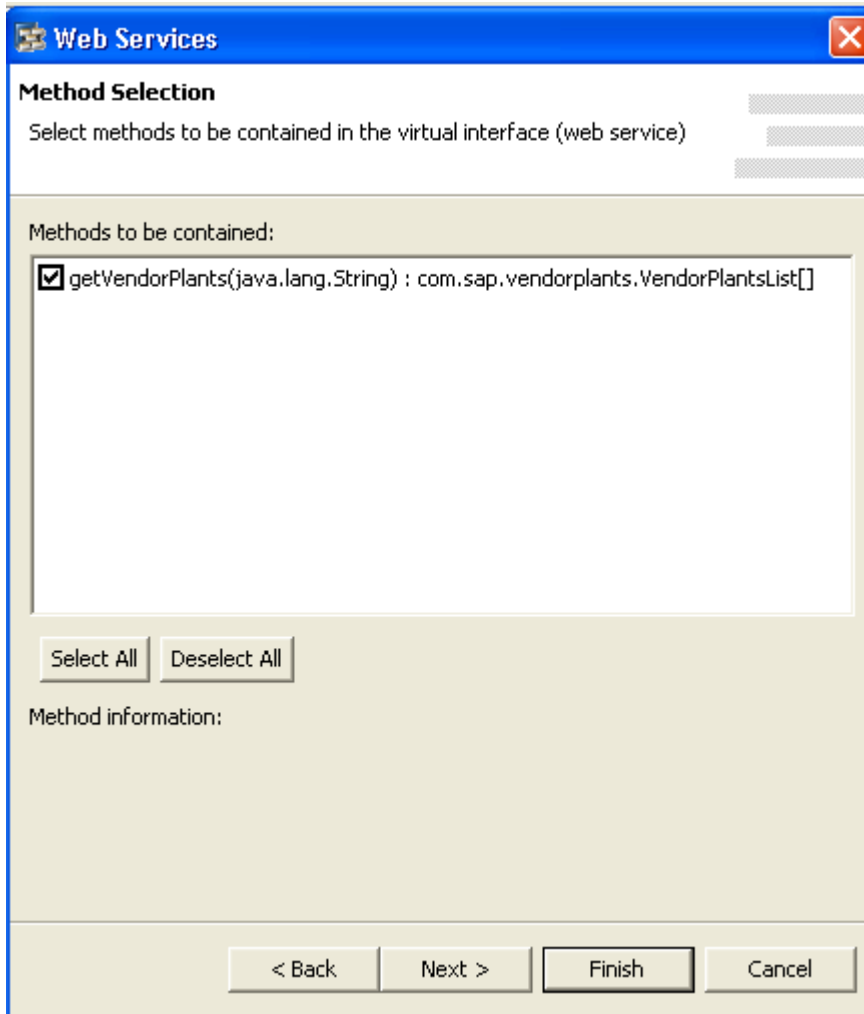 Web Services
Method Selection
Select methods to be contained in the virtual interface (web service)
Methods to be contained:
getVendorPlants(java.lang.String) : com.sap.vendorplants.VendorPlantsList[]
Select All
Deselect All
Method information:
< Back
Next >
Finish
Cancel